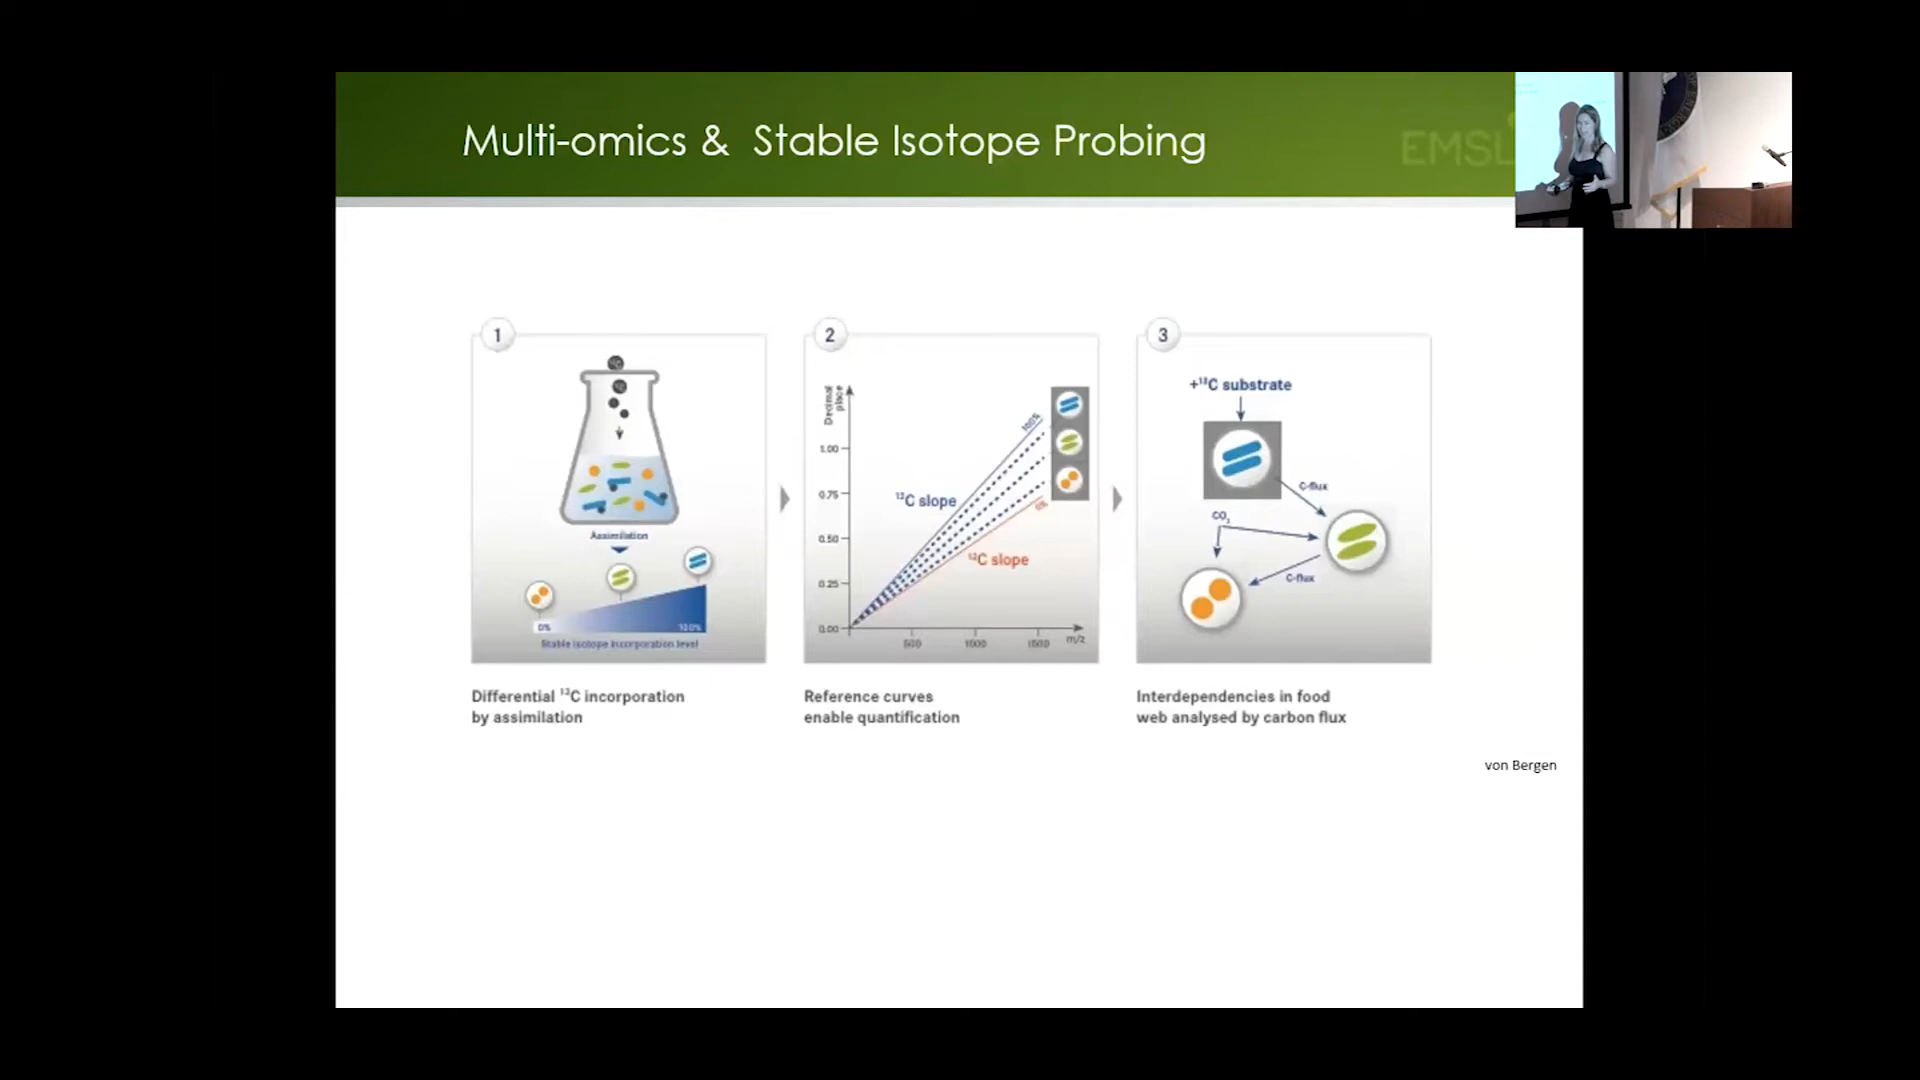 Multi-omics & Stable Isotope Probing
EMSL
1
Assimilation
0%
100%
Stable isotope incorporation level
Differential ¹³C incorporation
by assimilation
2
Decimal
place
1.00
0.75
0.50
0.25
0.00
500
1000
1500
m/z
100%
0%
¹³C slope
¹²C slope
Reference curves
enable quantification
3
+¹³C substrate
C-flux
CO₂
C-flux
Interdependencies in food
web analysed by carbon flux
von Bergen